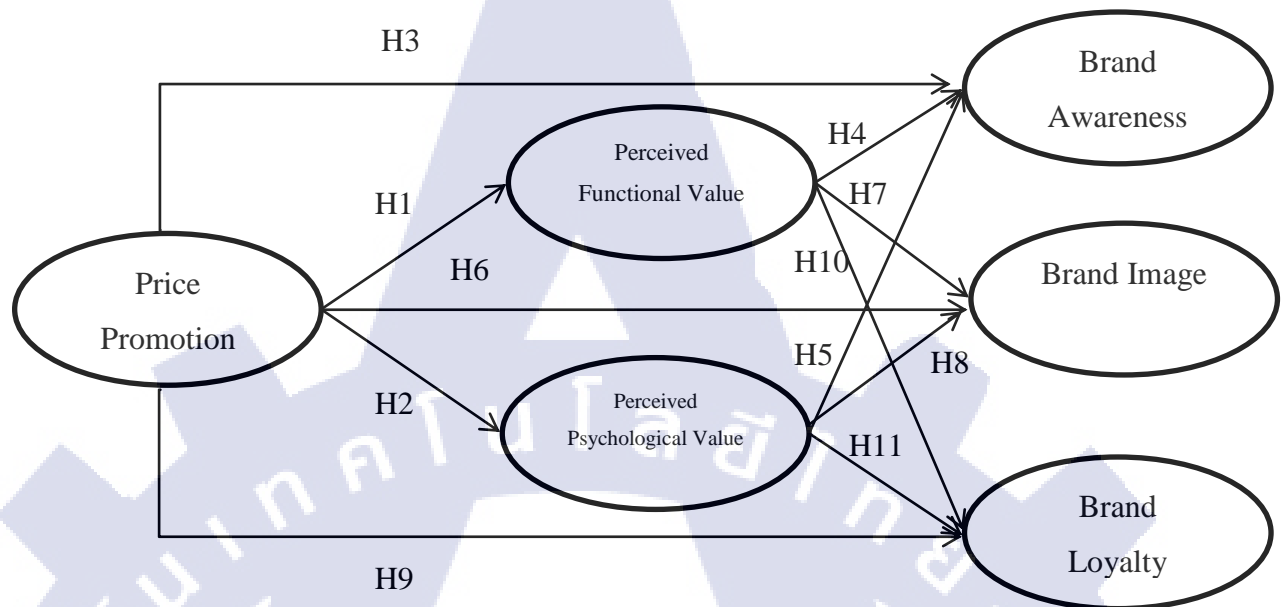 H3
Brand
Awareness
H4
Perceived
Functional Value
H7
H1
H10
H6
Brand Image
Price
Promotion
H5
H8
H2
Perceived
Psychological Value
H11
Brand
Loyalty
H9